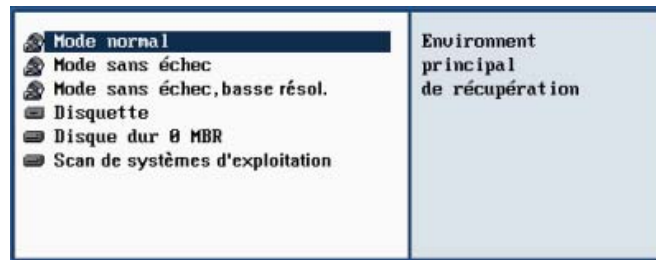 Mode normal
Mode sans échec
Mode sans échec,basse résol.
Disquette
Disque dur 0 MBR
Scan de systèmes d'exploitation
Environment
principal
de récupération